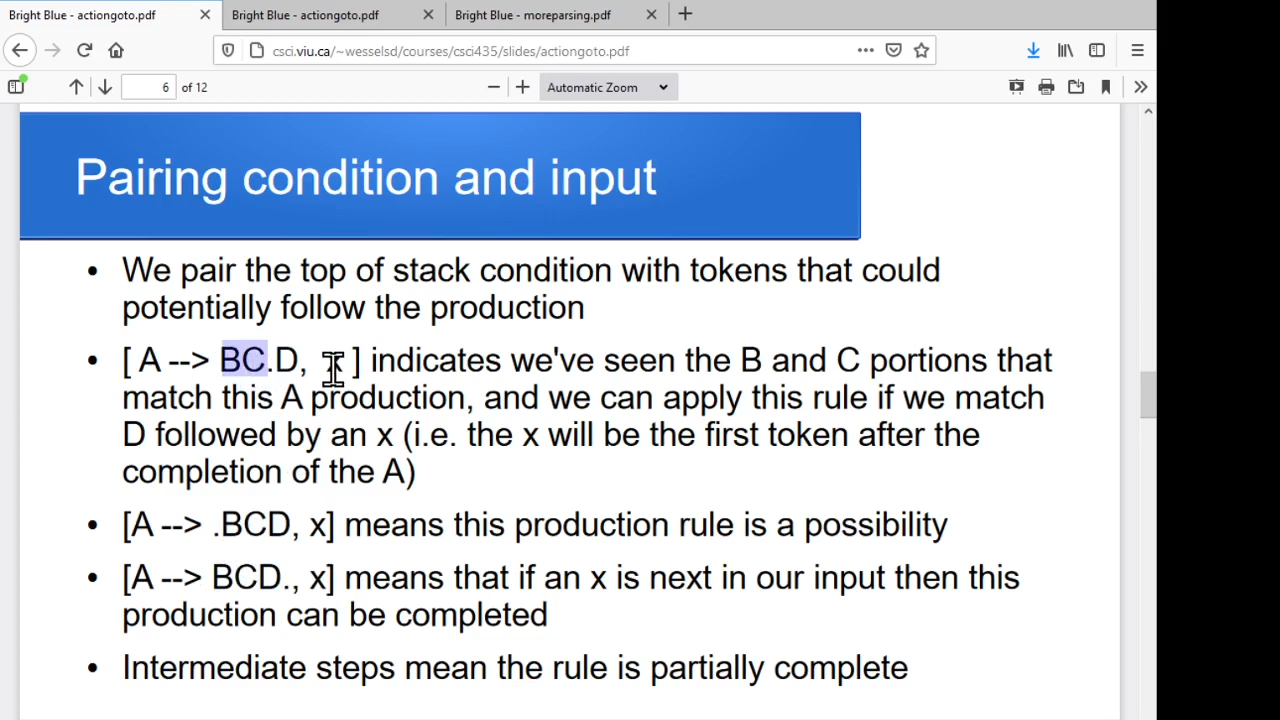 Bright Blue - actiongoto.pdf
Bright Blue - actiongoto.pdf
Bright Blue - moreparsing.pdf
csci.viu.ca/~wesselsd/courses/csci435/slides/actiongoto.pdf
6 of 12
Automatic Zoom
Pairing condition and input
• We pair the top of stack condition with tokens that could
potentially follow the production
• [ A --> BC.D, x ] indicates we've seen the B and C portions that
match this A production, and we can apply this rule if we match
D followed by an x (i.e. the x will be the first token after the
completion of the A)
• [A --> .BCD, x] means this production rule is a possibility
• [A --> BCD., x] means that if an x is next in our input then this
production can be completed
• Intermediate steps mean the rule is partially complete